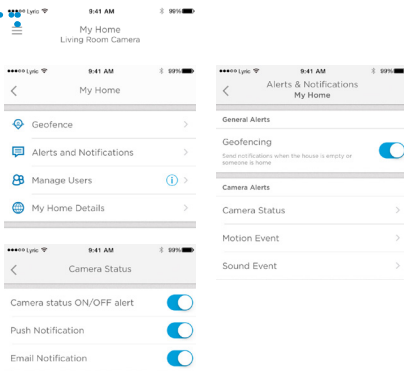 Lyric 9:41 AM 99%
My Home
Living Room Camera
Lyric 9:41 AM 99%
My Home
Geofence
Alerts and Notifications
Manage Users
My Home Details
Lyric 9:41 AM 99%
Camera Status
Camera status ON/OFF alert
Push Notification
Email Notification
Lyric 9:41 AM 99%
Alerts & Notifications
My Home
General Alerts
Geofencing
Send notifications when the house is empty or
someone is home
Camera Alerts
Camera Status
Motion Event
Sound Event